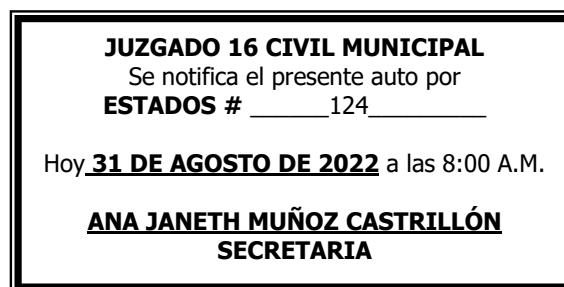 JUZGADO 16 CIVIL MUNICIPAL
Se notifica el presente auto por
ESTADOS # ______124_________
Hoy 31 DE AGOSTO DE 2022 a las 8:00 A.M.
ANA JANETH MUÑOZ CASTRILLÓN
SECRETARIA